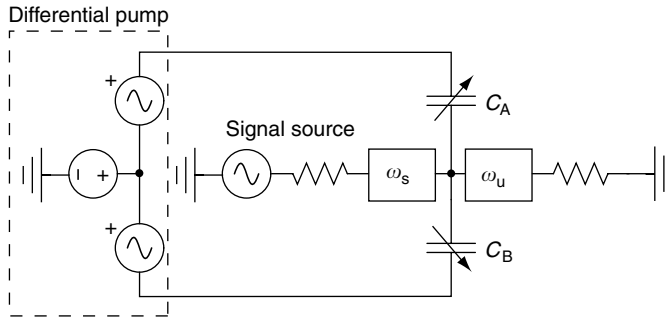 Differential pump
+
C_A
Signal source
- +
ω_s
ω_u
+
C_B